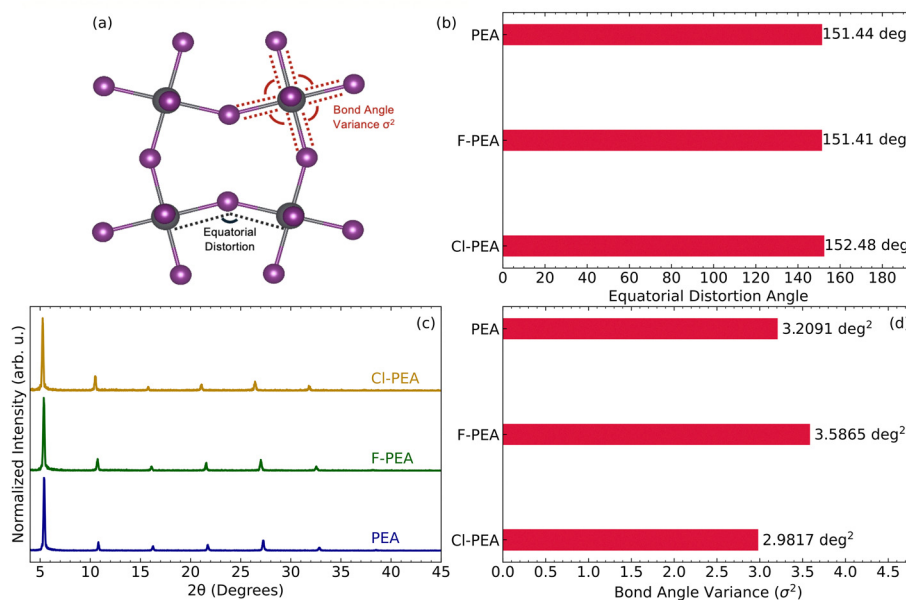 (a)
Bond Angle
Variance σ²
Equatorial
Distortion
(b)
PEA
151.44 deg
F-PEA
151.41 deg
Cl-PEA
152.48 deg
0 20 40 60 80 100 120 140 160 180
Equatorial Distortion Angle
(c)
Normalized Intensity (arb. u.)
Cl-PEA
F-PEA
PEA
5 10 15 20 25 30 35 40 45
2θ (Degrees)
(d)
PEA
3.2091 deg²
F-PEA
3.5865 deg²
Cl-PEA
2.9817 deg²
0.0 0.5 1.0 1.5 2.0 2.5 3.0 3.5 4.0 4.5
Bond Angle Variance (σ²)